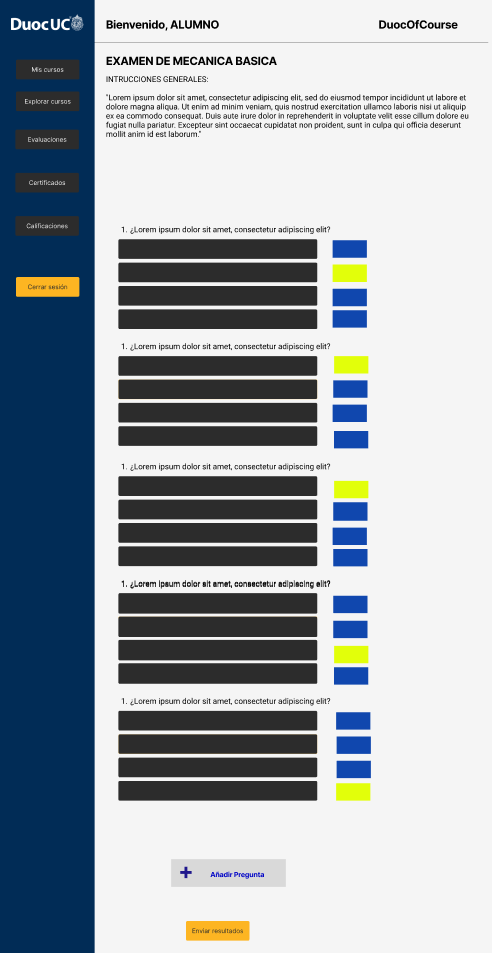 DuocUC
Bienvenido, ALUMNO
DuocOfCourse
Mis cursos
Explorar cursos
Evaluaciones
Certificados
Calificaciones
Cerrar sesión
EXAMEN DE MECANICA BASICA
INTRUCCIONES GENERALES:
"Lorem ipsum dolor sit amet, consectetur adipiscing elit, sed do eiusmod tempor incididunt ut labore et
dolore magna aliqua. Ut enim ad minim veniam, quis nostrud exercitation ullamco laboris nisi ut aliquip
ex ea commodo consequat. Duis aute irure dolor in reprehenderit in voluptate velit esse cillum dolore eu
fugiat nulla pariatur. Excepteur sint occaecat cupidatat non proident, sunt in culpa qui officia deserunt
mollit anim id est laborum."
1. ¿Lorem ipsum dolor sit amet, consectetur adipiscing elit?
1. ¿Lorem ipsum dolor sit amet, consectetur adipiscing elit?
1. ¿Lorem ipsum dolor sit amet, consectetur adipiscing elit?
1. ¿Lorem ipsum dolor sit amet, consectetur adipiscing elit?
1. ¿Lorem ipsum dolor sit amet, consectetur adipiscing elit?
Añadir Pregunta
Enviar resultados